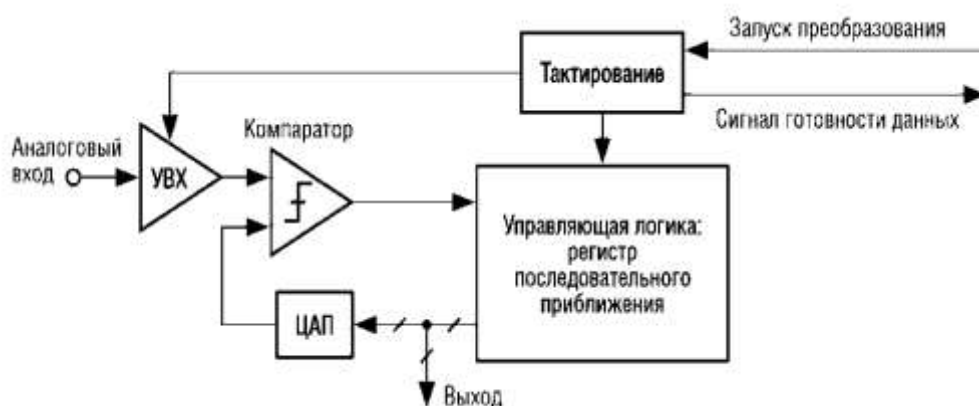 Запуск преобразования
Тактирование
Сигнал готовности данных
Компаратор
Аналоговый
вход
УВХ
Управляющая логика:
регистр
последовательного
приближения
ЦАП
Выход